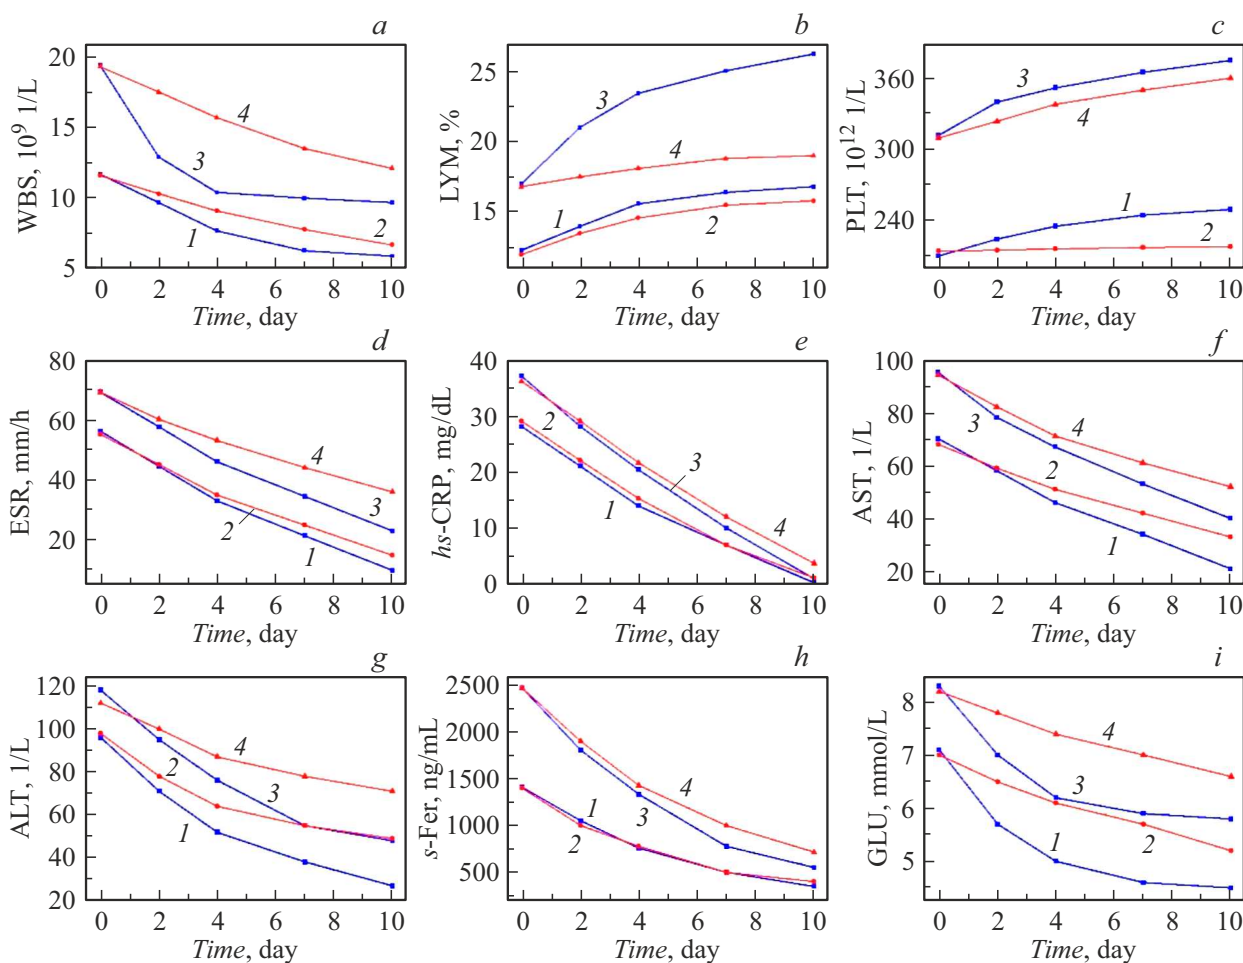 a
WBS, 10⁹ 1/L
20
15
10
5
4
3
2
1
0 2 4 6 8 10
Time, day
b
LYM, %
25
20
15
3
4
1
2
0 2 4 6 8 10
Time, day
c
PLT, 10¹² 1/L
360
300
240
3
4
1
2
0 2 4 6 8 10
Time, day
d
ESR, mm/h
80
60
40
20
4
3
2
1
0 2 4 6 8 10
Time, day
e
hs-CRP, mg/dL
40
30
20
10
0
2
3
1
4
0 2 4 6 8 10
Time, day
f
AST, 1/L
100
80
60
40
20
3
4
2
1
0 2 4 6 8 10
Time, day
g
ALT, 1/L
120
100
80
60
40
20
4
2
3
1
0 2 4 6 8 10
Time, day
h
s-Fer, ng/mL
2500
2000
1500
1000
500
4
1
3
2
0 2 4 6 8 10
Time, day
i
GLU, mmol/L
8
7
6
5
4
3
1
2
0 2 4 6 8 10
Time, day